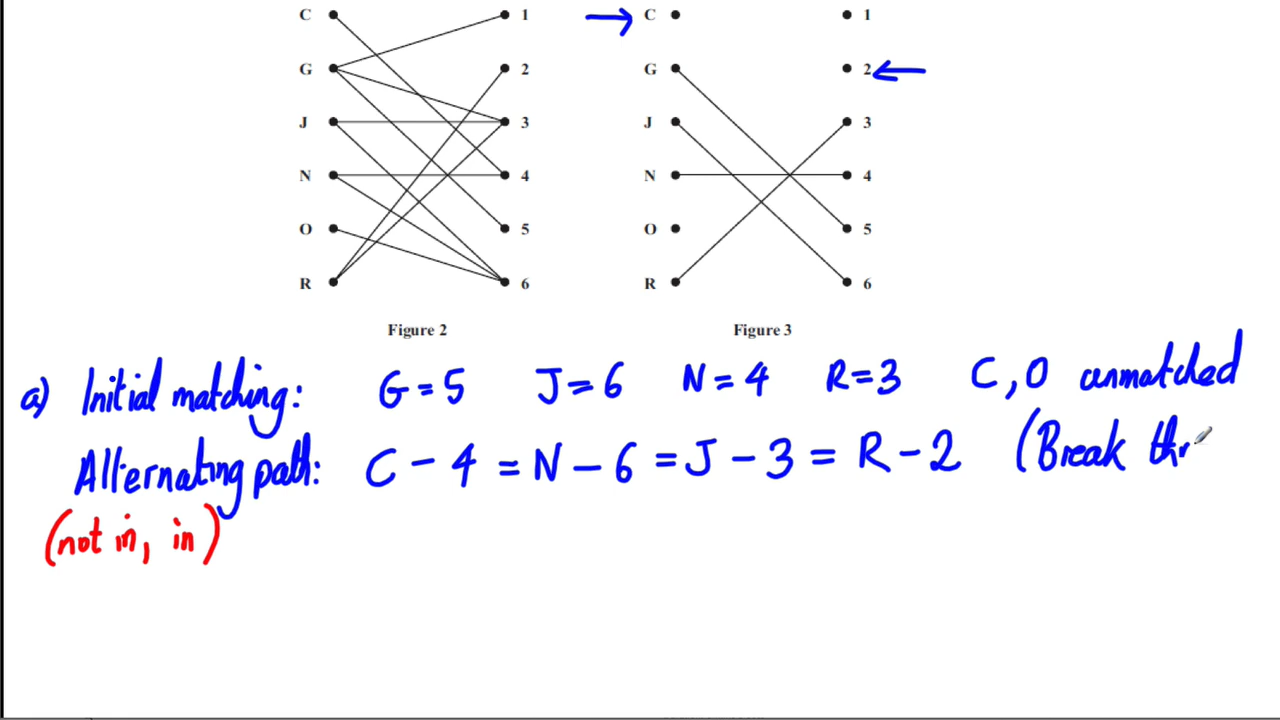 C 1 C 1
G 2 G 2
J 3 J 3
N 4 N 4
O 5 O 5
R 6 R 6
Figure 2 Figure 3
a) Initial matching: G = 5 J = 6 N = 4 R = 3 C, O unmatched
Alternating path: C - 4 = N - 6 = J - 3 = R - 2 (Break thr
(not in, in)